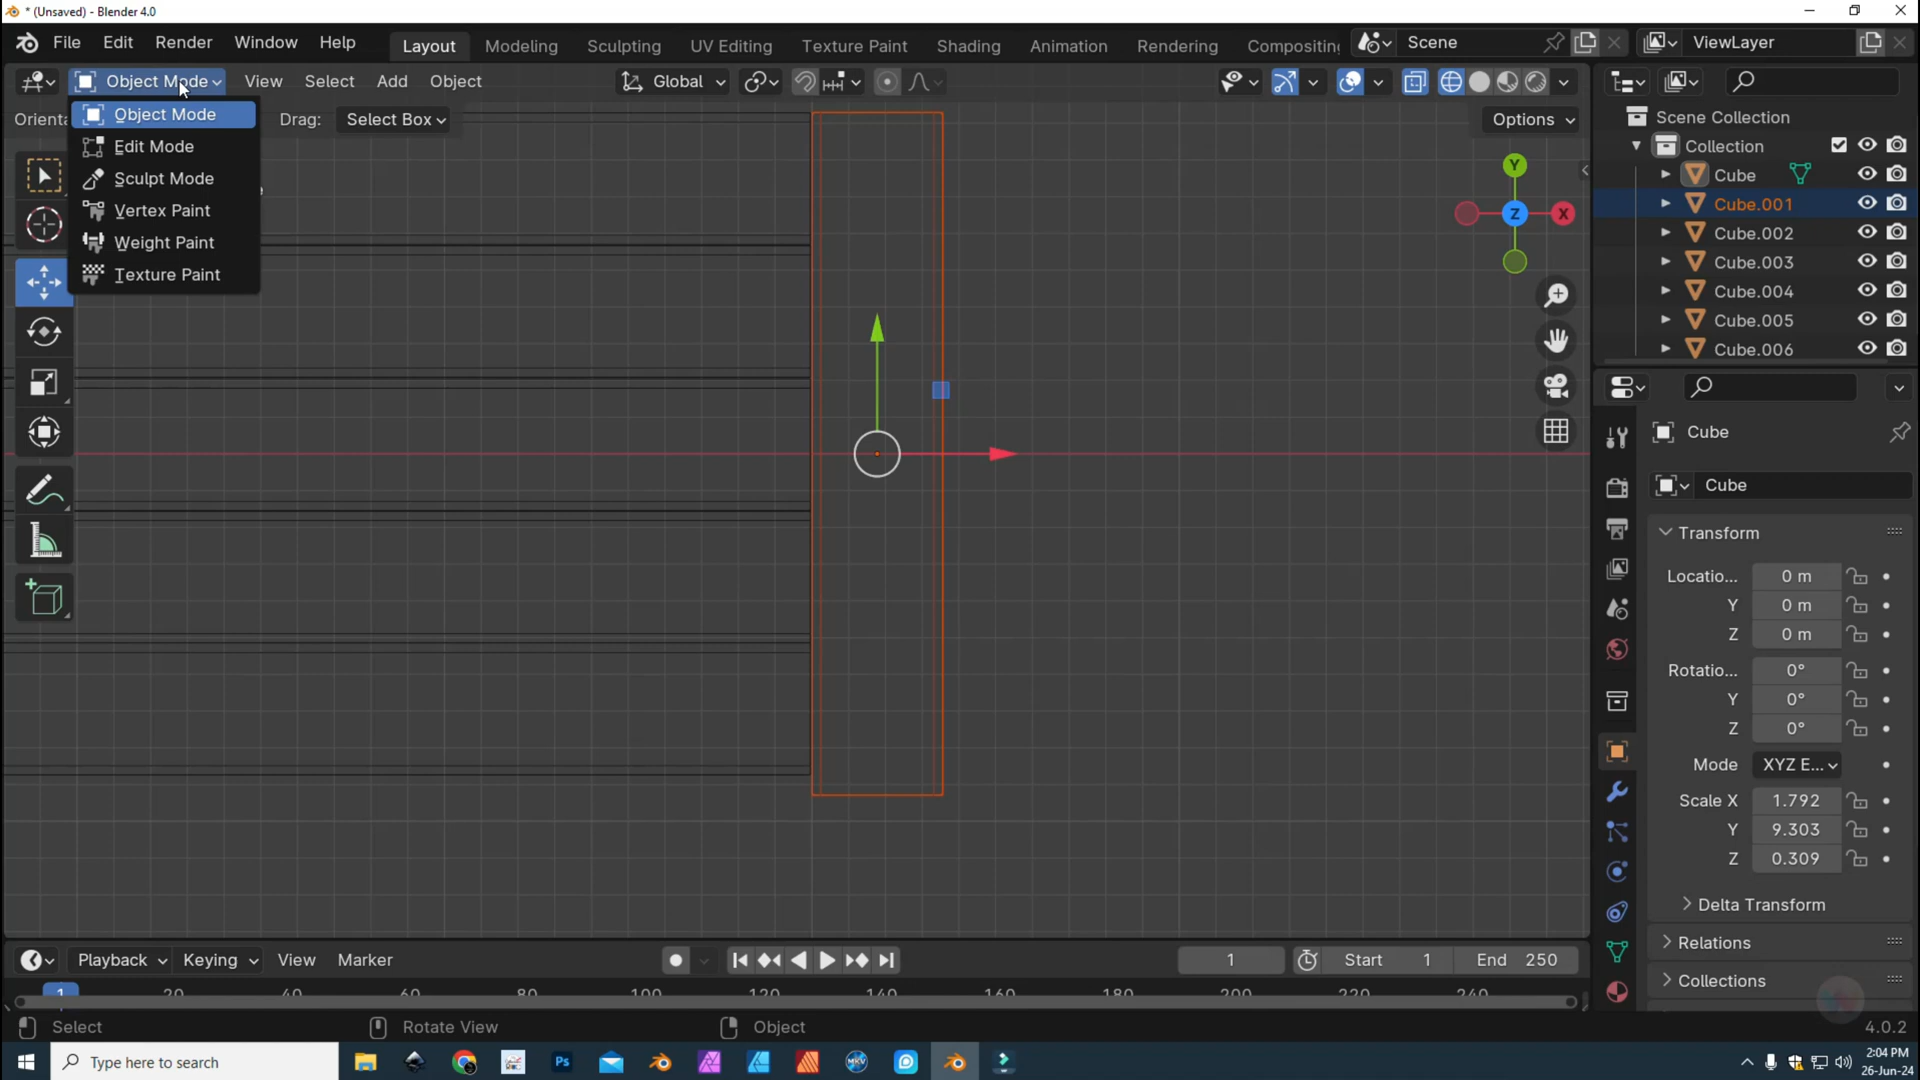 * (Unsaved) - Blender 4.0
File Edit Render Window Help Layout Modeling Sculpting UV Editing Texture Paint Shading Animation Rendering Compositing Scene ViewLayer
Object Mode View Select Add Object Global
Drag: Select Box Options
Object Mode
Edit Mode
Sculpt Mode
Vertex Paint
Weight Paint
Texture Paint
Y
X
Z
Scene Collection
Collection
Cube
Cube.001
Cube.002
Cube.003
Cube.004
Cube.005
Cube.006
Cube
Cube
Transform
Locatio... 0 m
Y 0 m
Z 0 m
Rotatio... 0°
Y 0°
Z 0°
Mode XYZ E...
Scale X 1.792
Y 9.303
Z 0.309
Delta Transform
Relations
Collections
Playback Keying View Marker 1 Start 1 End 250
1 20 40 60 80 100 120 140 160 180 200 220 240
Select Rotate View Object 4.0.2
Type here to search
2:04 PM
26-Jun-24